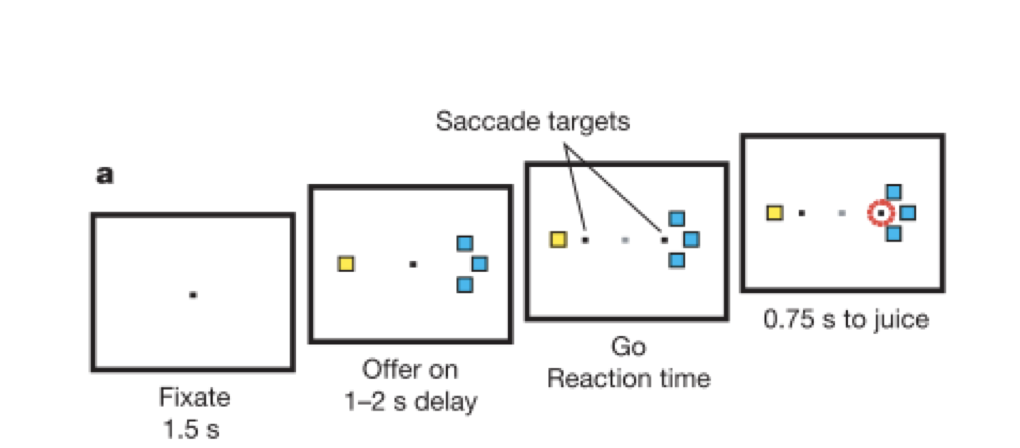 a
Fixate
1.5 s
Offer on
1–2 s delay
Saccade targets
Go
Reaction time
0.75 s to juice